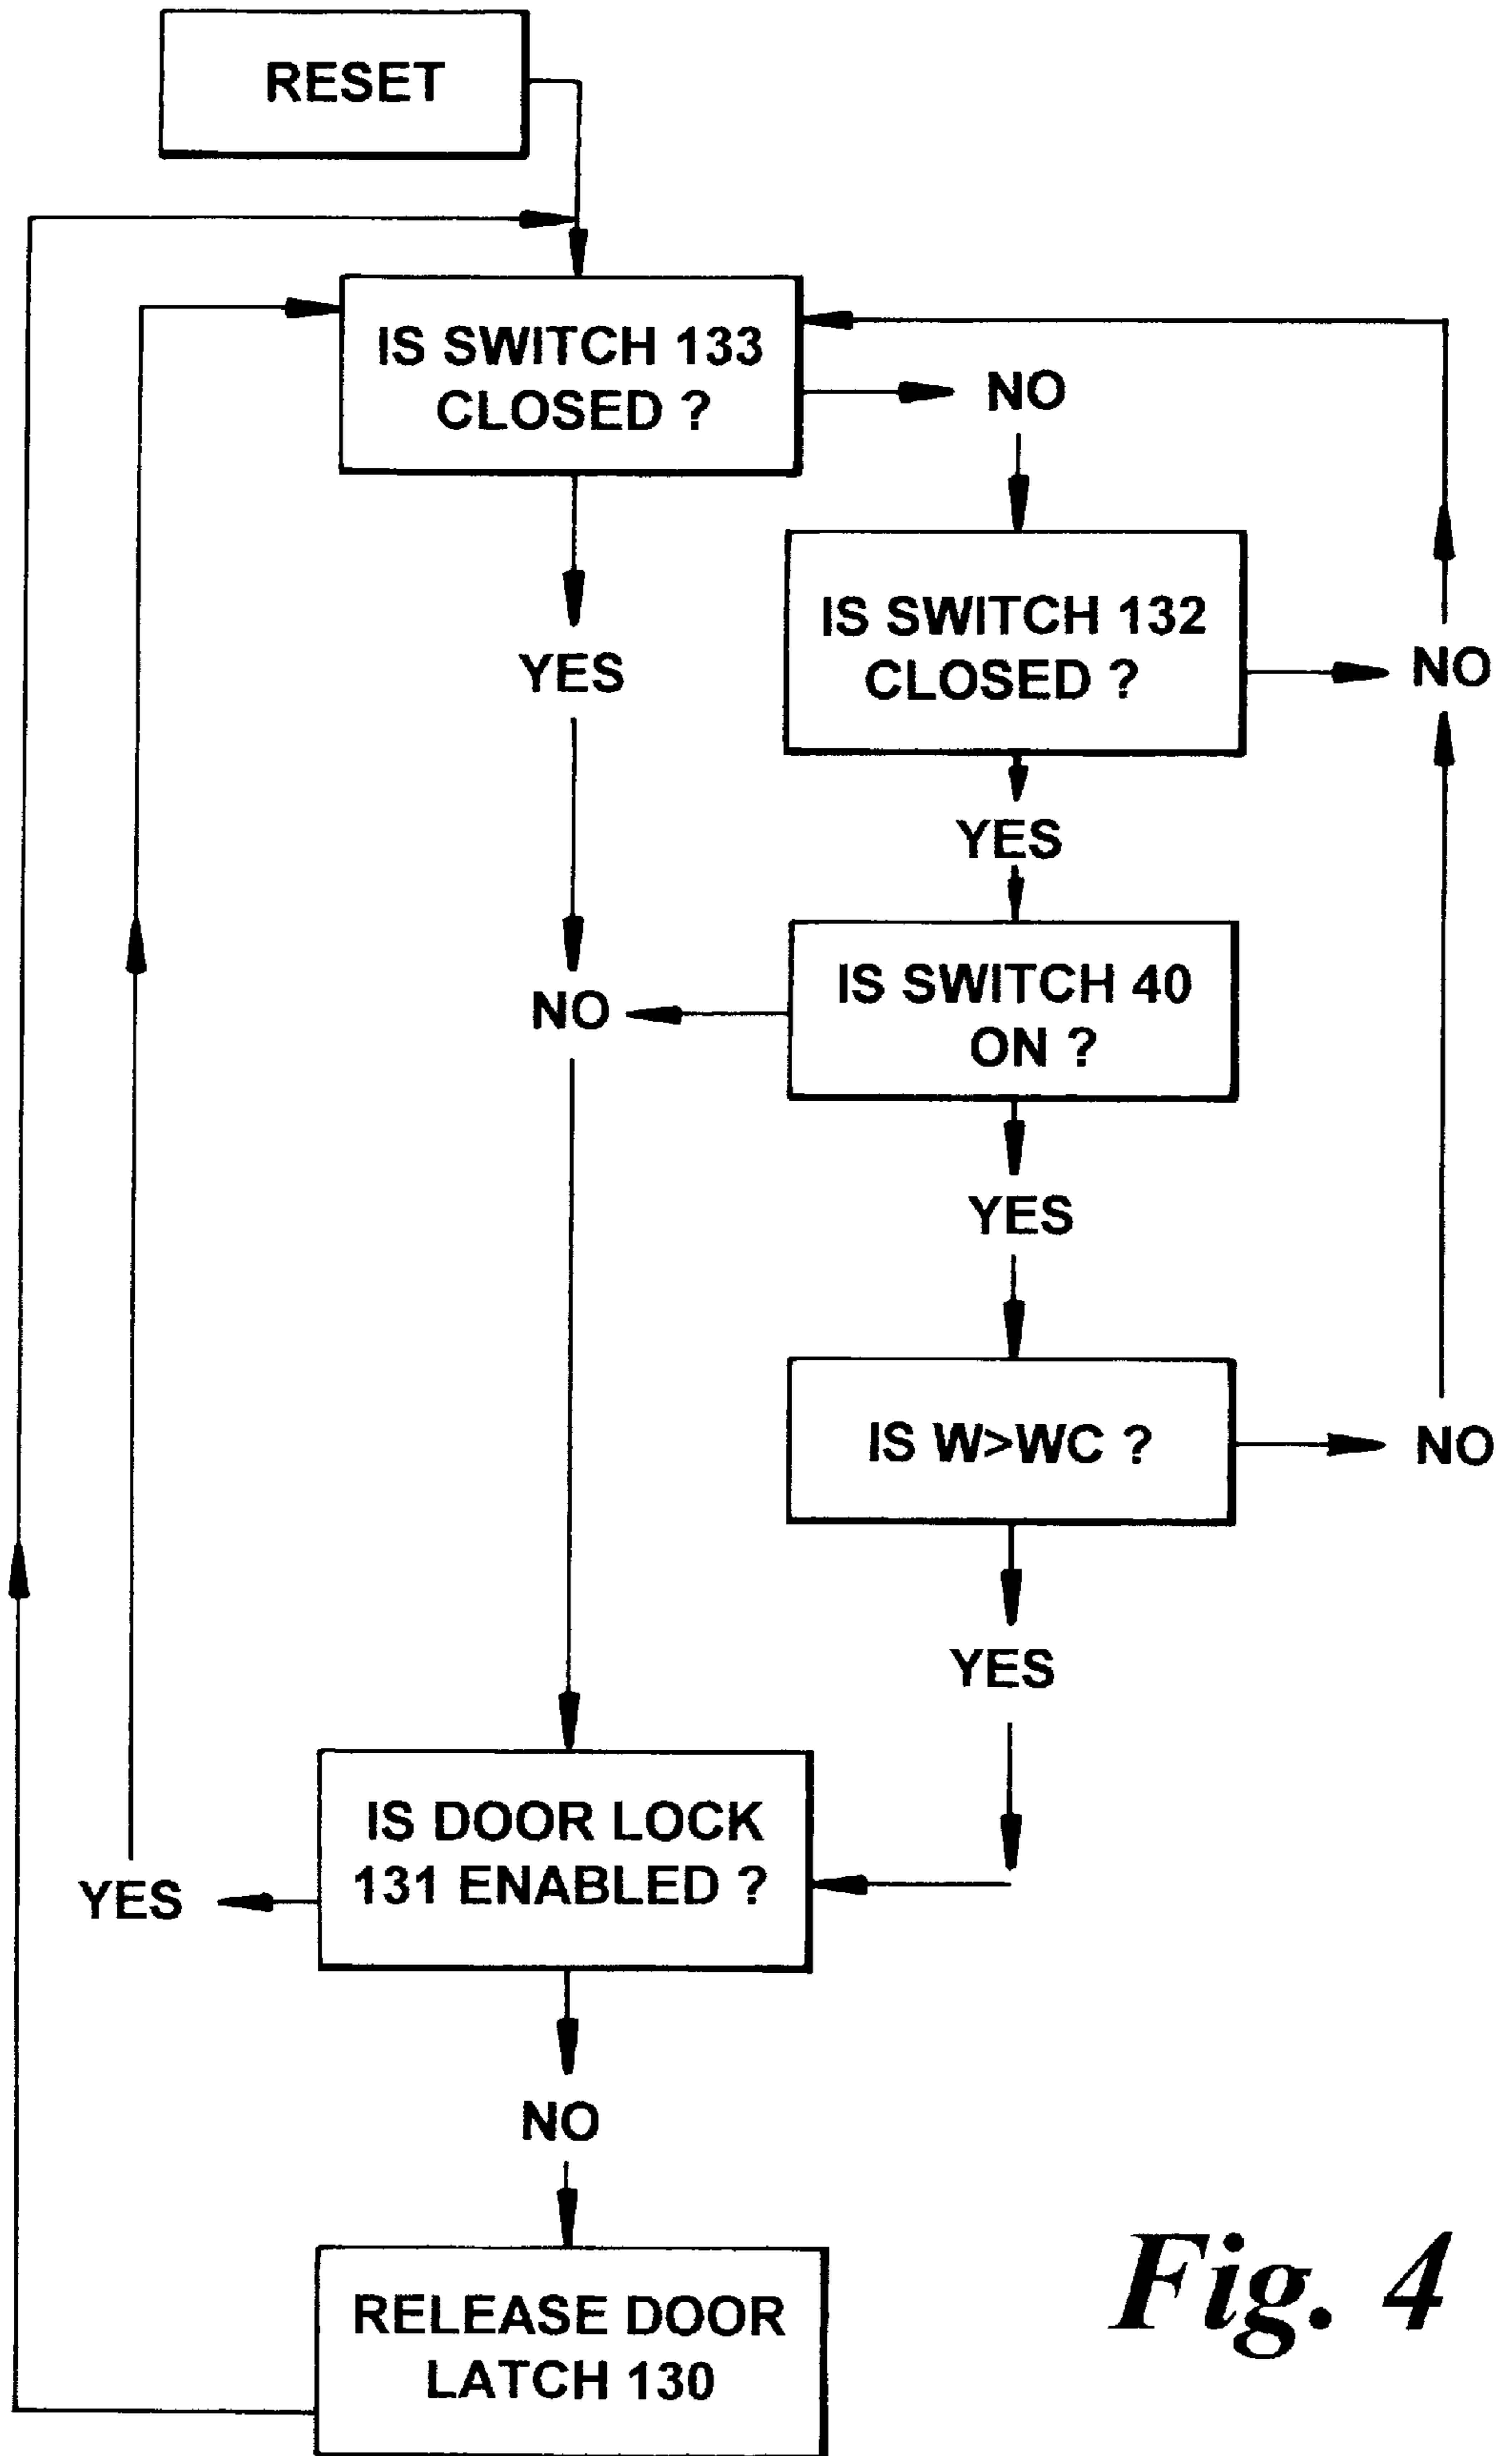 RESET
IS SWITCH 133
CLOSED ?
NO
IS SWITCH 132
CLOSED ?
NO
YES
YES
IS SWITCH 40
ON ?
NO
YES
IS W>WC ?
NO
YES
IS DOOR LOCK
131 ENABLED ?
YES
NO
RELEASE DOOR
LATCH 130
Fig. 4